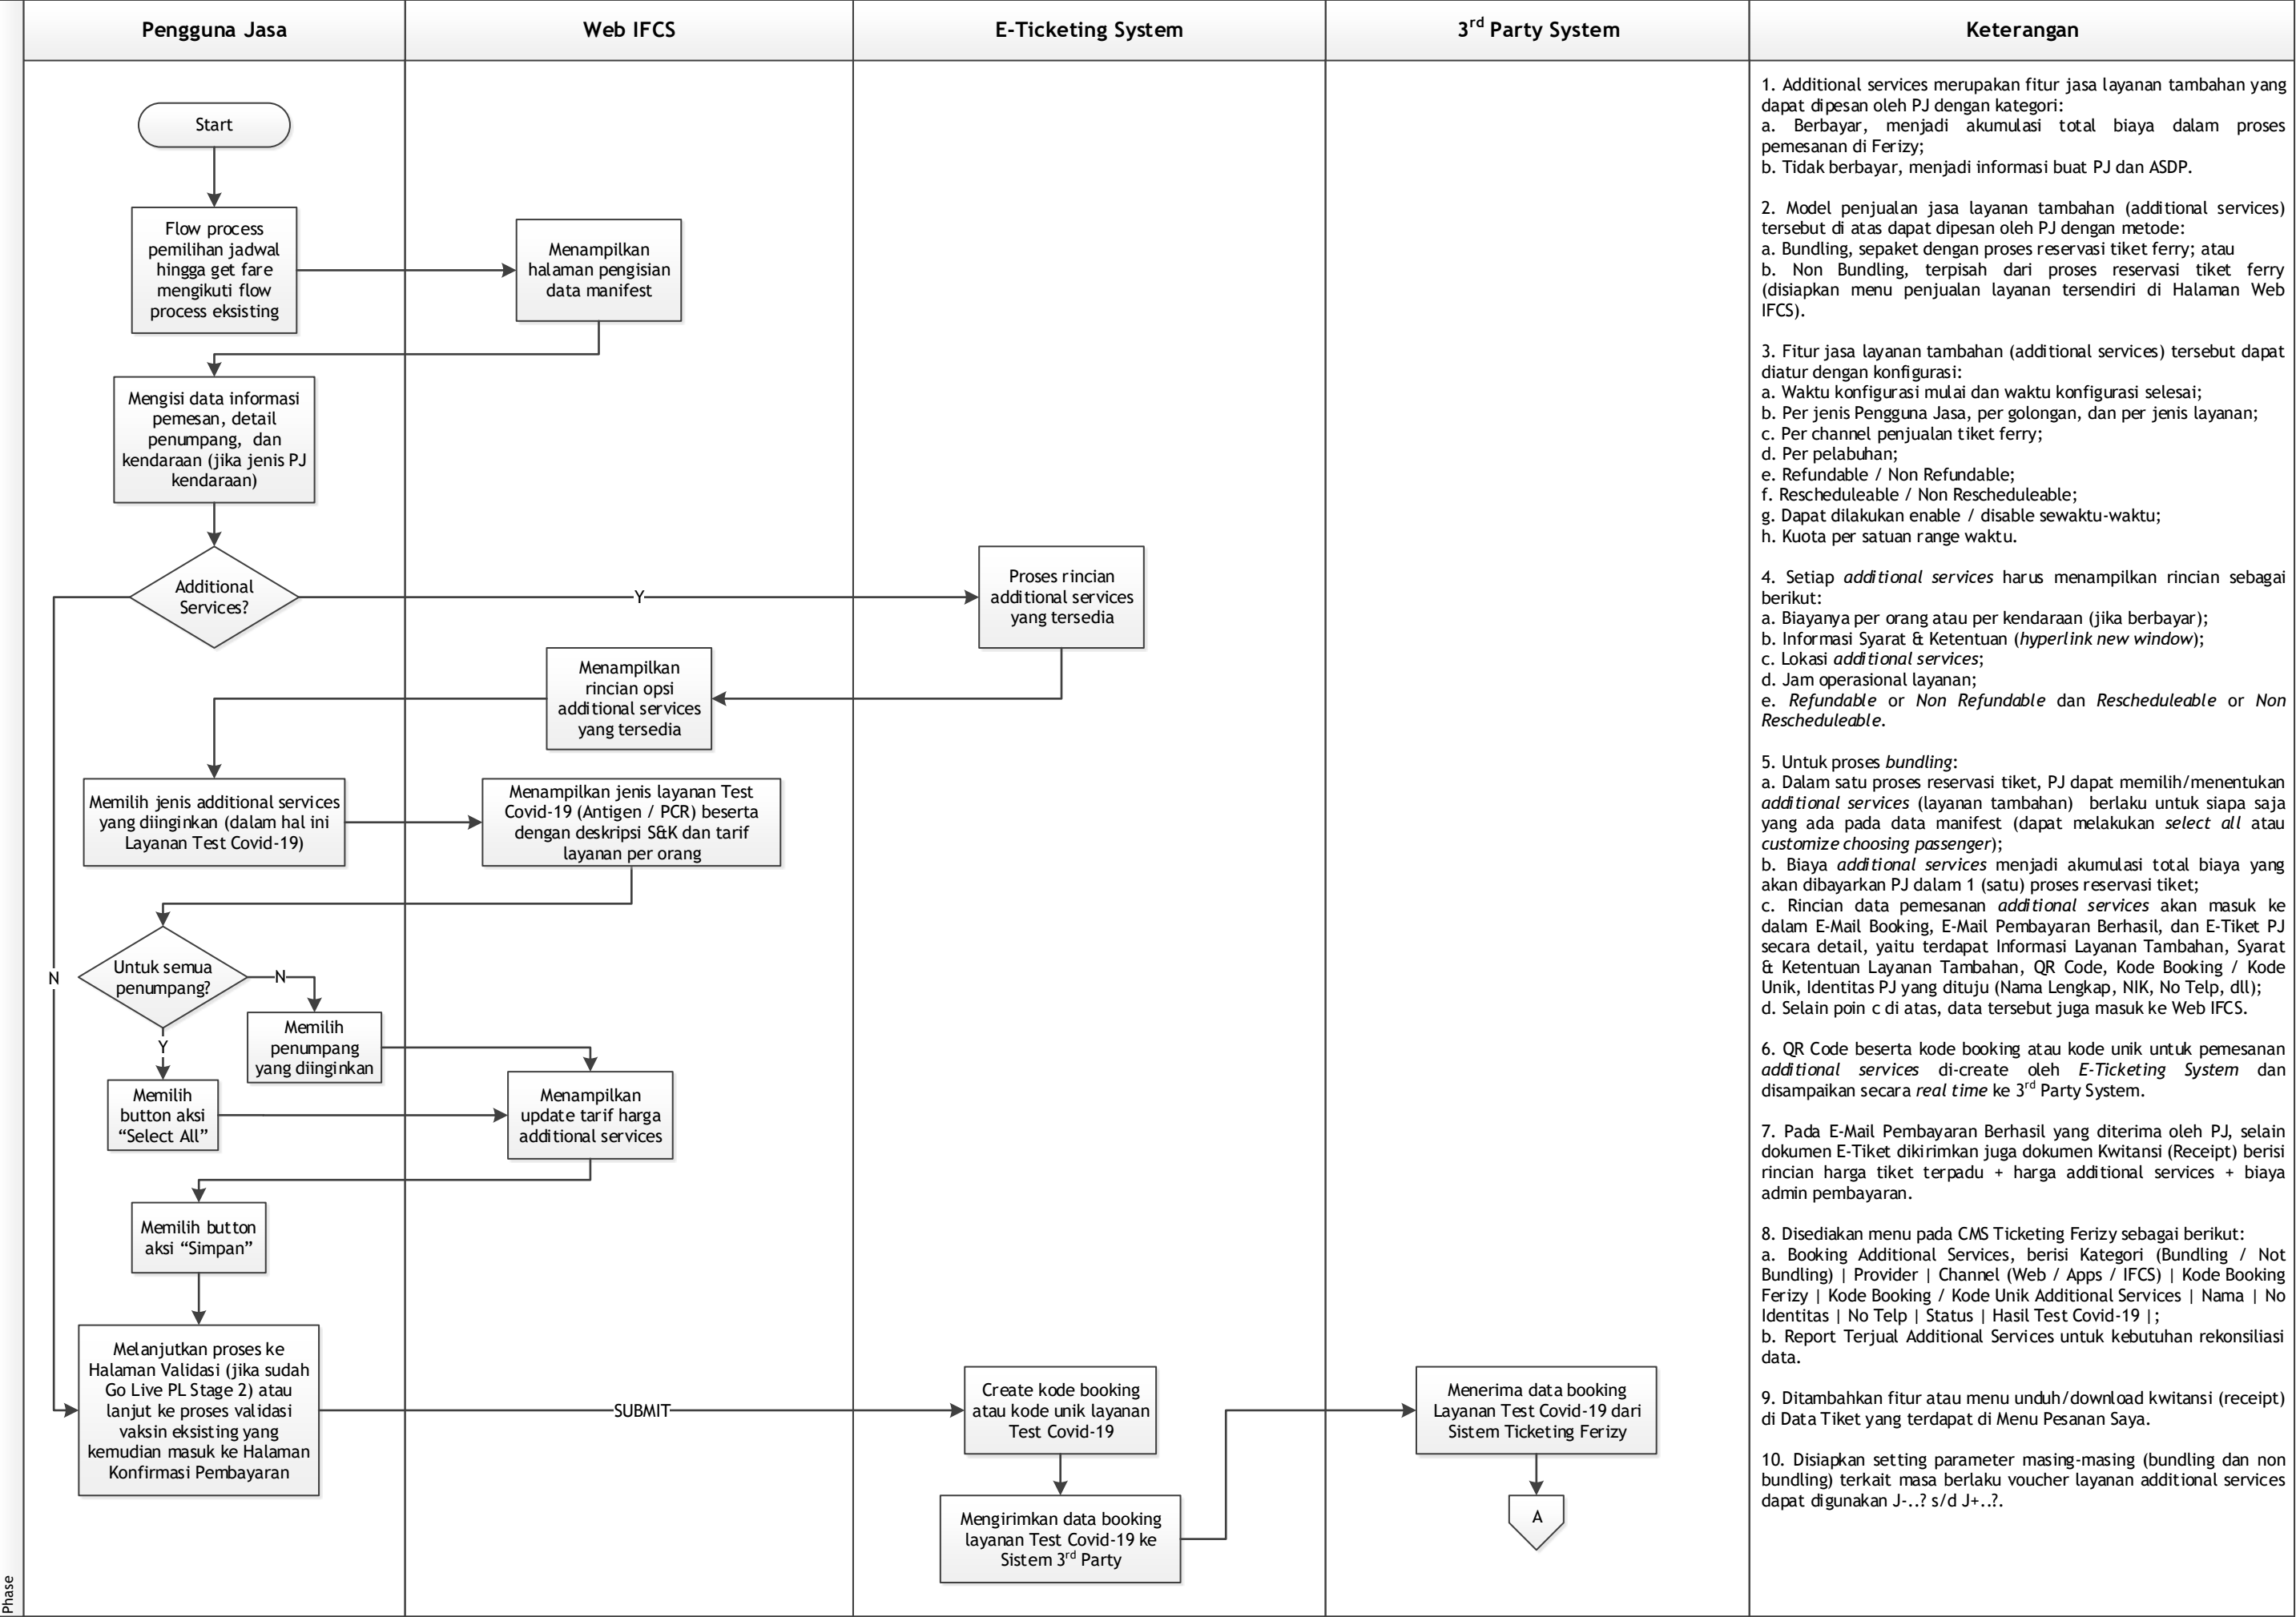 Pengguna Jasa
Web IFCS
E-Ticketing System
3rd Party System
Keterangan
Start
Flow process
pemilihan jadwal
hingga get fare
mengikuti flow
process eksisting
Menampilkan
halaman pengisian
data manifest
Mengisi data informasi
pemesan, detail
penumpang, dan
kendaraan (jika jenis PJ
kendaraan)
Additional
Services?
Y
Proses rincian
additional services
yang tersedia
Menampilkan
rincian opsi
additional services
yang tersedia
Memilih jenis additional services
yang diinginkan (dalam hal ini
Layanan Test Covid-19)
Menampilkan jenis layanan Test
Covid-19 (Antigen / PCR) beserta
dengan deskripsi S&K dan tarif
layanan per orang
N
Untuk semua
penumpang?
N
Memilih
penumpang
yang diinginkan
Y
Memilih
button aksi
“Select All”
Menampilkan
update tarif harga
additional services
Memilih button
aksi “Simpan”
Melanjutkan proses ke
Halaman Validasi (jika sudah
Go Live PL Stage 2) atau
lanjut ke proses validasi
vaksin eksisting yang
kemudian masuk ke Halaman
Konfirmasi Pembayaran
SUBMIT
Create kode booking
atau kode unik layanan
Test Covid-19
Mengirimkan data booking
layanan Test Covid-19 ke
Sistem 3rd Party
Menerima data booking
Layanan Test Covid-19 dari
Sistem Ticketing Ferizy
A
1. Additional services merupakan fitur jasa layanan tambahan yang
dapat dipesan oleh PJ dengan kategori:
a. Berbayar, menjadi akumulasi total biaya dalam proses
pemesanan di Ferizy;
b. Tidak berbayar, menjadi informasi buat PJ dan ASDP.
2. Model penjualan jasa layanan tambahan (additional services)
tersebut di atas dapat dipesan oleh PJ dengan metode:
a. Bundling, sepaket dengan proses reservasi tiket ferry; atau
b. Non Bundling, terpisah dari proses reservasi tiket ferry
(disiapkan menu penjualan layanan tersendiri di Halaman Web
IFCS).
3. Fitur jasa layanan tambahan (additional services) tersebut dapat
diatur dengan konfigurasi:
a. Waktu konfigurasi mulai dan waktu konfigurasi selesai;
b. Per jenis Pengguna Jasa, per golongan, dan per jenis layanan;
c. Per channel penjualan tiket ferry;
d. Per pelabuhan;
e. Refundable / Non Refundable;
f. Rescheduleable / Non Rescheduleable;
g. Dapat dilakukan enable / disable sewaktu-waktu;
h. Kuota per satuan range waktu.
4. Setiap additional services harus menampilkan rincian sebagai
berikut:
a. Biayanya per orang atau per kendaraan (jika berbayar);
b. Informasi Syarat & Ketentuan (hyperlink new window);
c. Lokasi additional services;
d. Jam operasional layanan;
e. Refundable or Non Refundable dan Rescheduleable or Non
Rescheduleable.
5. Untuk proses bundling:
a. Dalam satu proses reservasi tiket, PJ dapat memilih/menentukan
additional services (layanan tambahan) berlaku untuk siapa saja
yang ada pada data manifest (dapat melakukan select all atau
customize choosing passenger);
b. Biaya additional services menjadi akumulasi total biaya yang
akan dibayarkan PJ dalam 1 (satu) proses reservasi tiket;
c. Rincian data pemesanan additional services akan masuk ke
dalam E-Mail Booking, E-Mail Pembayaran Berhasil, dan E-Tiket PJ
secara detail, yaitu terdapat Informasi Layanan Tambahan, Syarat
& Ketentuan Layanan Tambahan, QR Code, Kode Booking / Kode
Unik, Identitas PJ yang dituju (Nama Lengkap, NIK, No Telp, dll);
d. Selain poin c di atas, data tersebut juga masuk ke Web IFCS.
6. QR Code beserta kode booking atau kode unik untuk pemesanan
additional services di-create oleh E-Ticketing System dan
disampaikan secara real time ke 3rd Party System.
7. Pada E-Mail Pembayaran Berhasil yang diterima oleh PJ, selain
dokumen E-Tiket dikirimkan juga dokumen Kwitansi (Receipt) berisi
rincian harga tiket terpadu + harga additional services + biaya
admin pembayaran.
8. Disediakan menu pada CMS Ticketing Ferizy sebagai berikut:
a. Booking Additional Services, berisi Kategori (Bundling / Not
Bundling) | Provider | Channel (Web / Apps / IFCS) | Kode Booking
Ferizy | Kode Booking / Kode Unik Additional Services | Nama | No
Identitas | No Telp | Status | Hasil Test Covid-19 |;
b. Report Terjual Additional Services untuk kebutuhan rekonsiliasi
data.
9. Ditambahkan fitur atau menu unduh/download kwitansi (receipt)
di Data Tiket yang terdapat di Menu Pesanan Saya.
10. Disiapkan setting parameter masing-masing (bundling dan non
bundling) terkait masa berlaku voucher layanan additional services
dapat digunakan J-..? s/d J+..?.
Phase